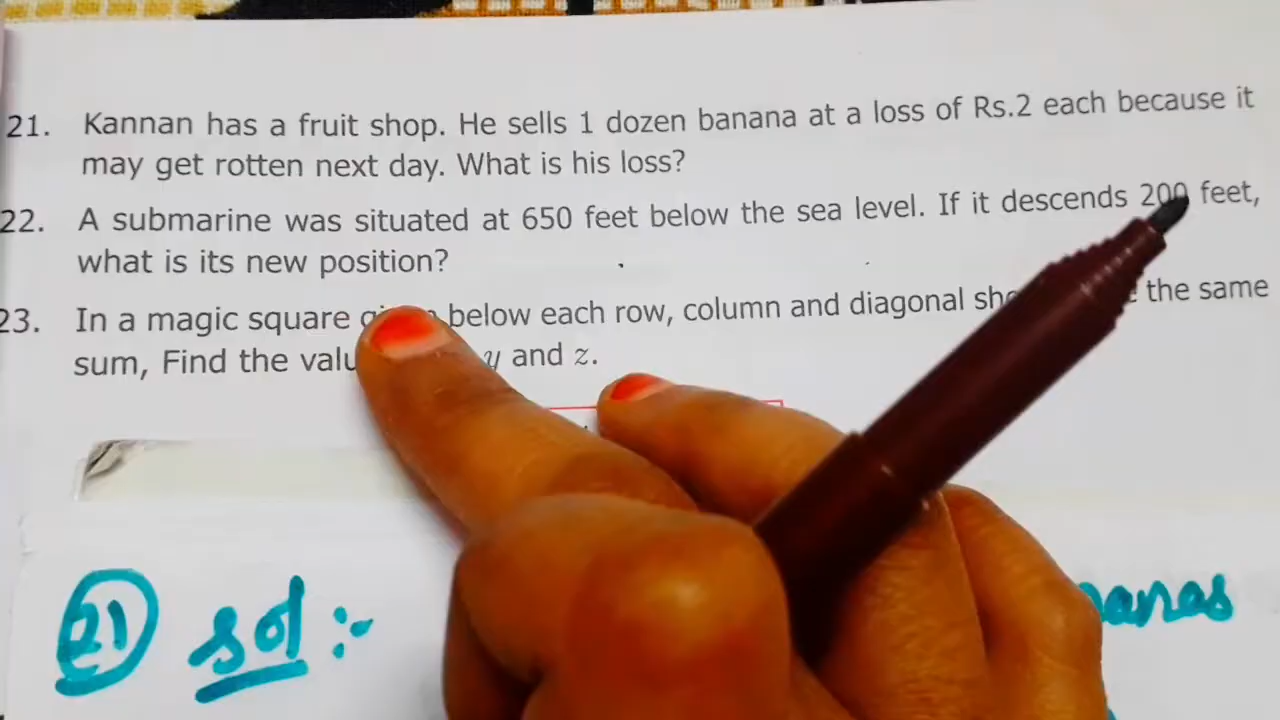 21. Kannan has a fruit shop. He sells 1 dozen banana at a loss of Rs.2 each because it
may get rotten next day. What is his loss?
22. A submarine was situated at 650 feet below the sea level. If it descends 200 feet,
what is its new position?
23. In a magic square below each row, column and diagonal the same
sum, Find the y and z.
21 sol :-